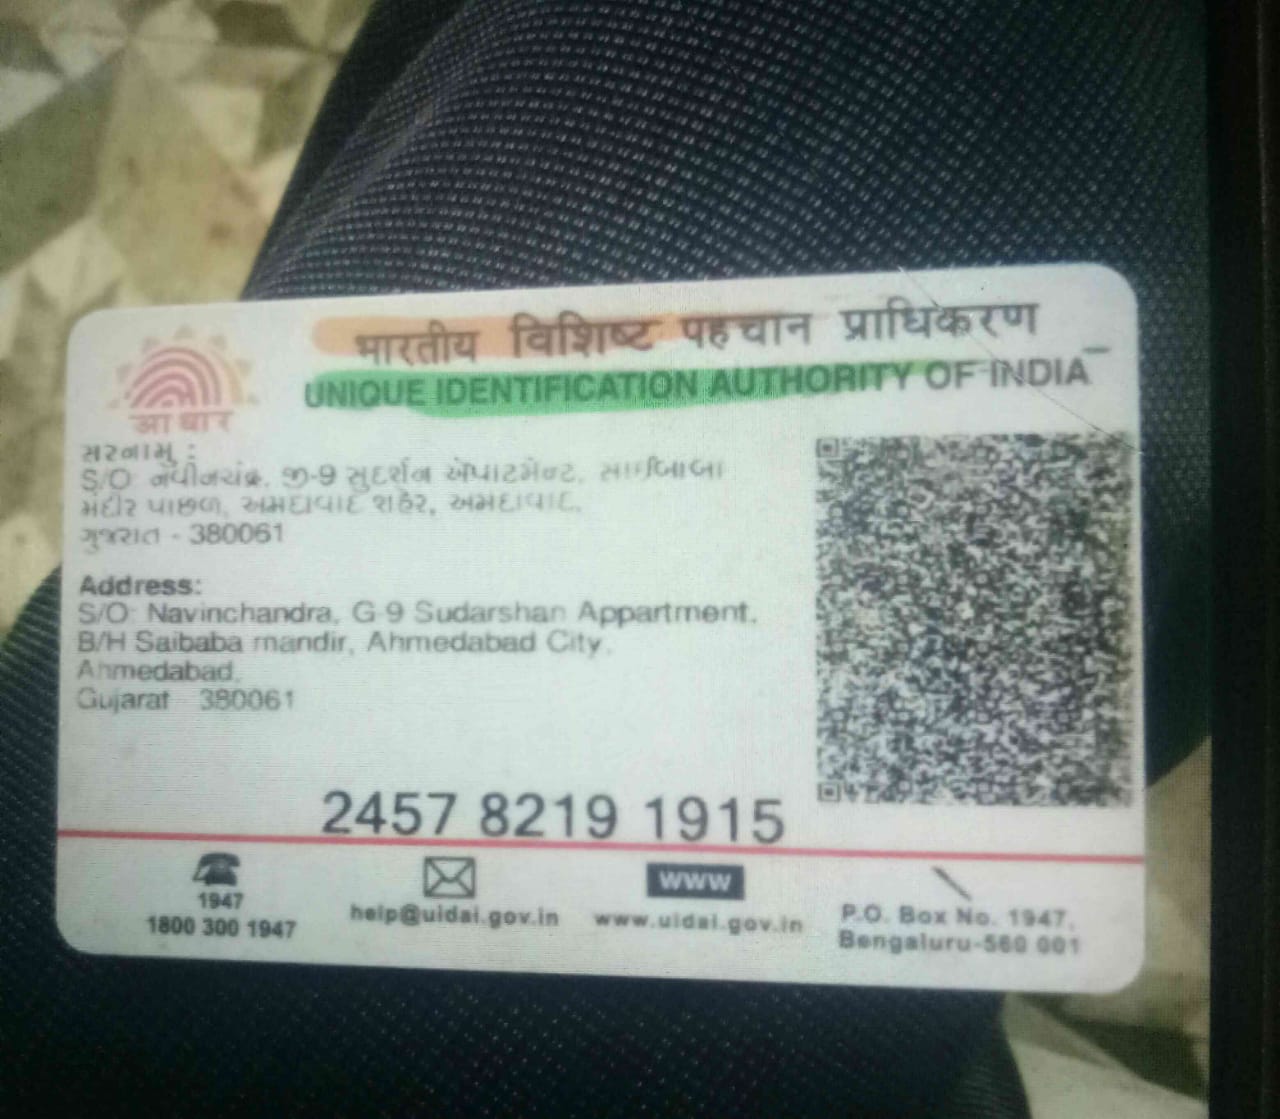 भारतीय विशिष्ट पहचान प्राधिकरण
UNIQUE IDENTIFICATION AUTHORITY OF INDIA
आधार
સરનામું :
S/O નવીનચંદ્ર, જી-9 સુદર્શન એપાટમેન્ટ, સાઈબાબા
મંદીર પાછળ, અમદાવાદ શહેર, અમદાવાદ,
ગુજરાત - 380061
Address:
S/O: Navinchandra, G-9 Sudarshan Appartment,
B/H Saibaba mandir, Ahmedabad City,
Ahmedabad,
Gujarat 380061
2457 8219 1915
1947
1800 300 1947
help@uidai.gov.in
www
www.uidai.gov.in
P.O. Box No. 1947,
Bengaluru-560 001